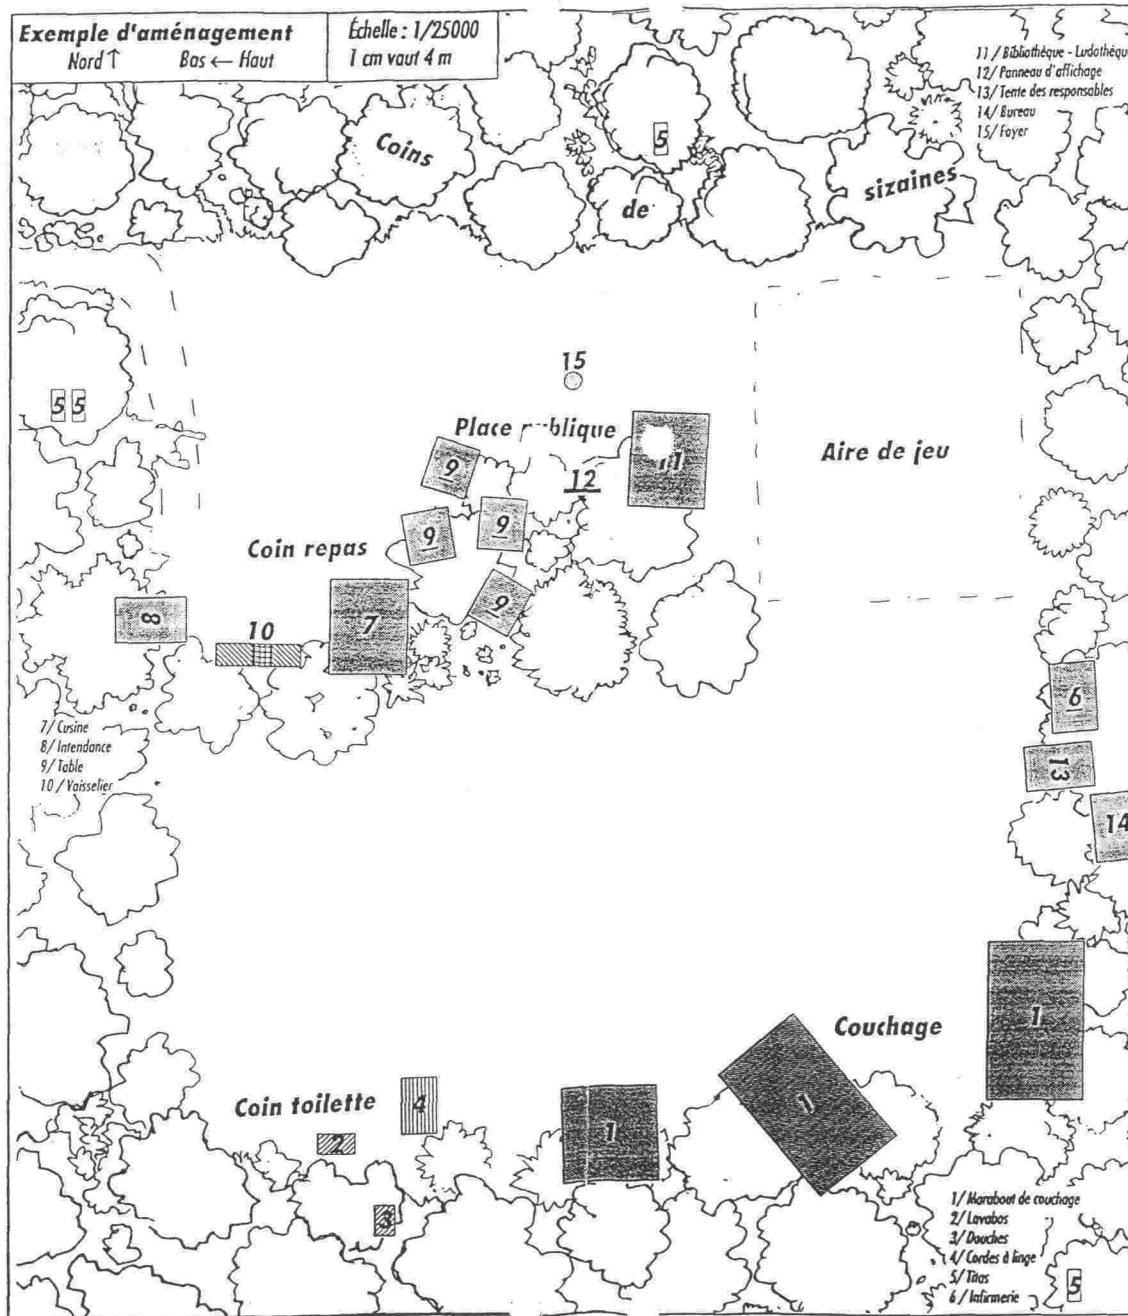 Exemple d'aménagement
Nord ↑ Bas ← Haut
Échelle : 1/25000
1 cm vaut 4 m
11/ Bibliothèque - Ludothèqu
12/ Panneau d'affichage
13/ Tente des responsables
14/ Bureau
15/ Foyer
Coins
5
de
sizaines
15
5 5
Place publique
11
Aire de jeu
9
12
9
9
Coin repas
9
8
10
7
6
7/ Cusine
8/ Intendance
9/ Table
10/ Vaisselier
13
14
1
Couchage
1
Coin toilette
4
1
2
3
1/ Marabout de couchage
2/ Lavabos
3/ Douches
4/ Cordes à linge
5/ Titas
6/ Infirmerie
5